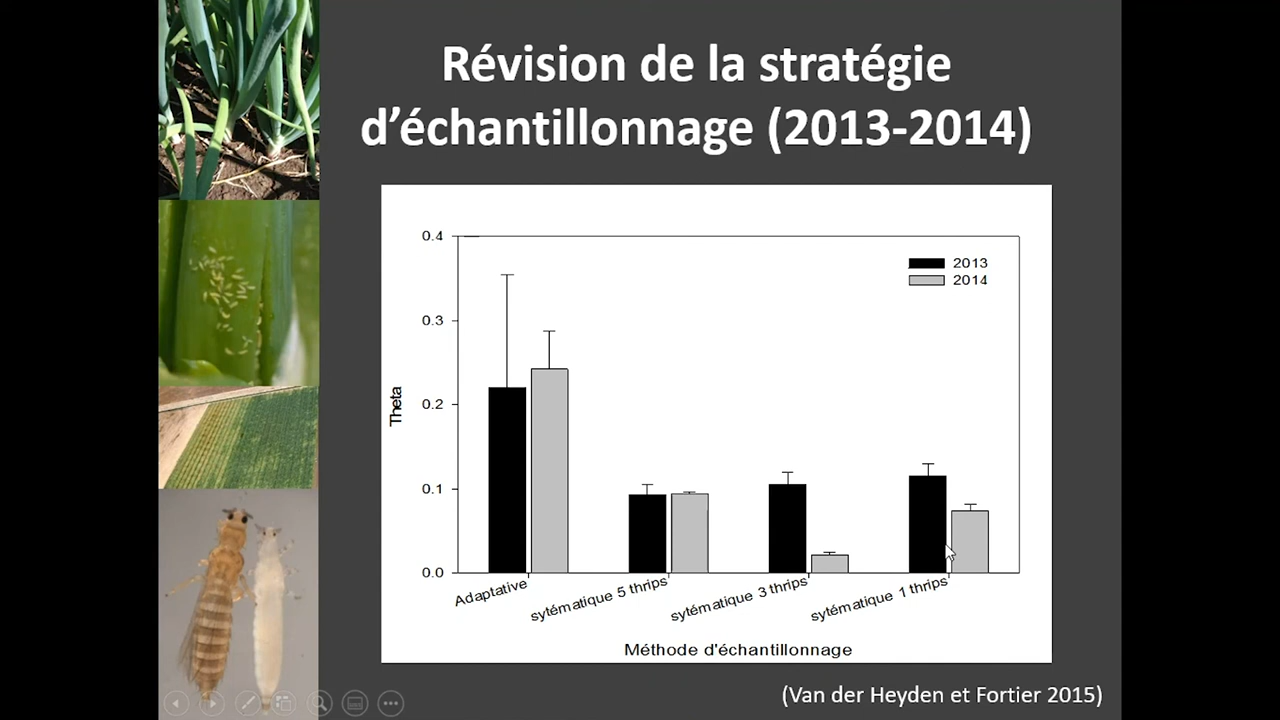 Révision de la stratégie
d’échantillonnage (2013-2014)
0.4
0.3
0.2
0.1
0.0
Theta
2013
2014
Adaptative
sytématique 5 thrips
sytématique 3 thrips
sytématique 1 thrips
Méthode d'échantillonnage
(Van der Heyden et Fortier 2015)